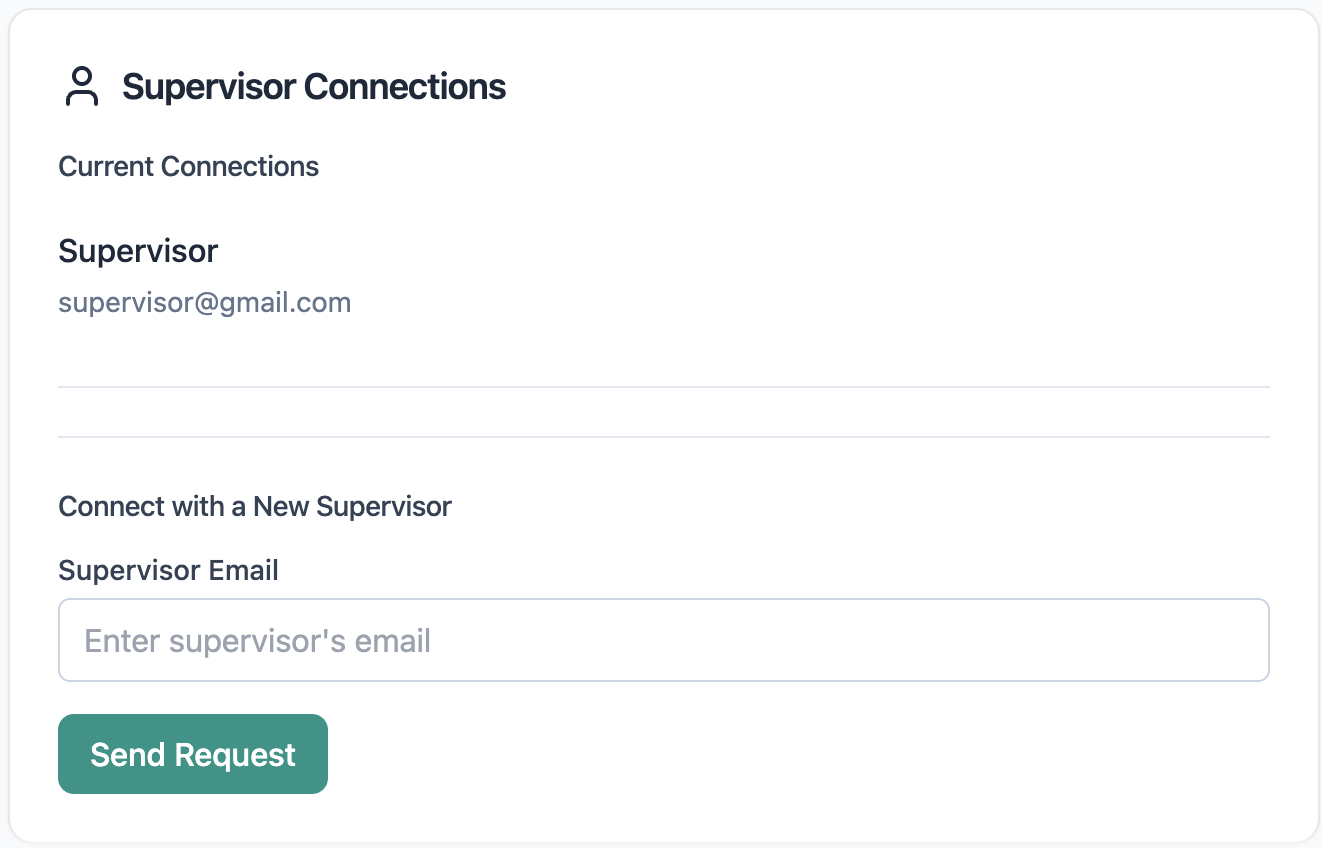 Supervisor Connections
Current Connections
Supervisor
supervisor@gmail.com
Connect with a New Supervisor
Supervisor Email
Enter supervisor's email
Send Request